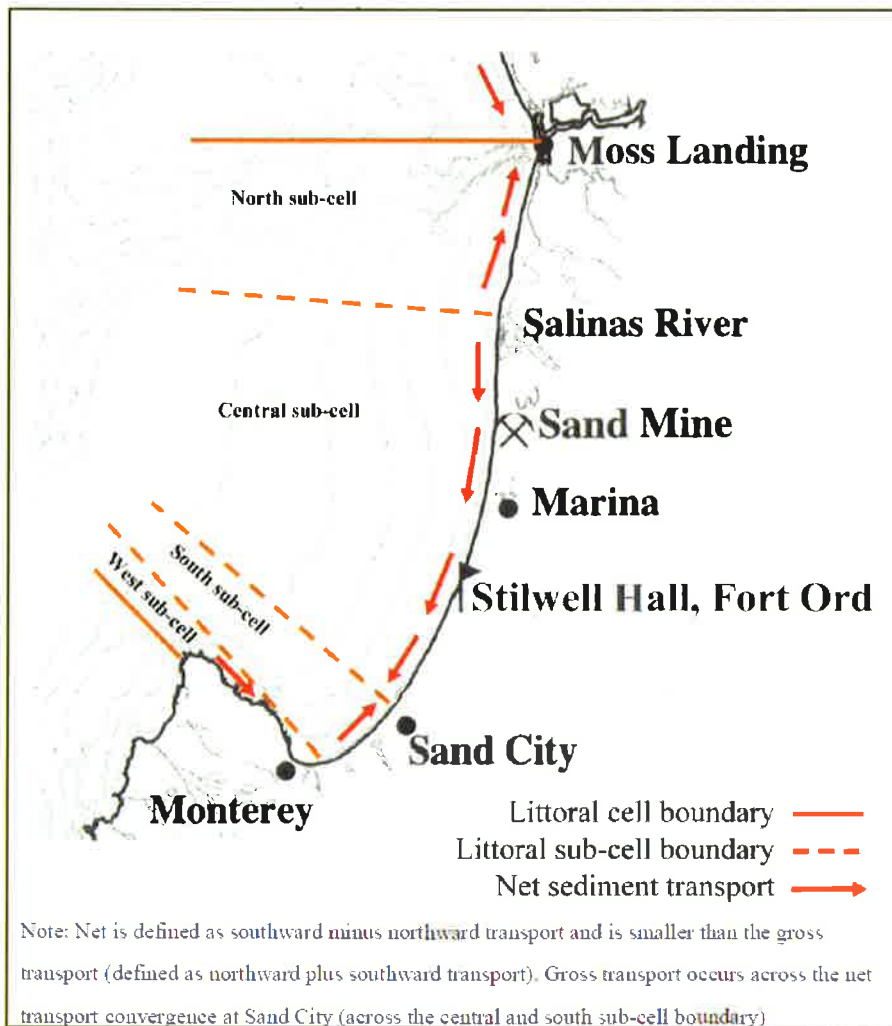 Moss Landing
North sub-cell
Salinas River
Central sub-cell
Sand Mine
Marina
South sub-cell
West sub-cell
Stilwell Hall, Fort Ord
Sand City
Monterey
Littoral cell boundary
Littoral sub-cell boundary
Net sediment transport
Note: Net is defined as southward minus northward transport and is smaller than the gross
transport (defined as northward plus southward transport). Gross transport occurs across the net
transport convergence at Sand City (across the central and south sub-cell boundary)